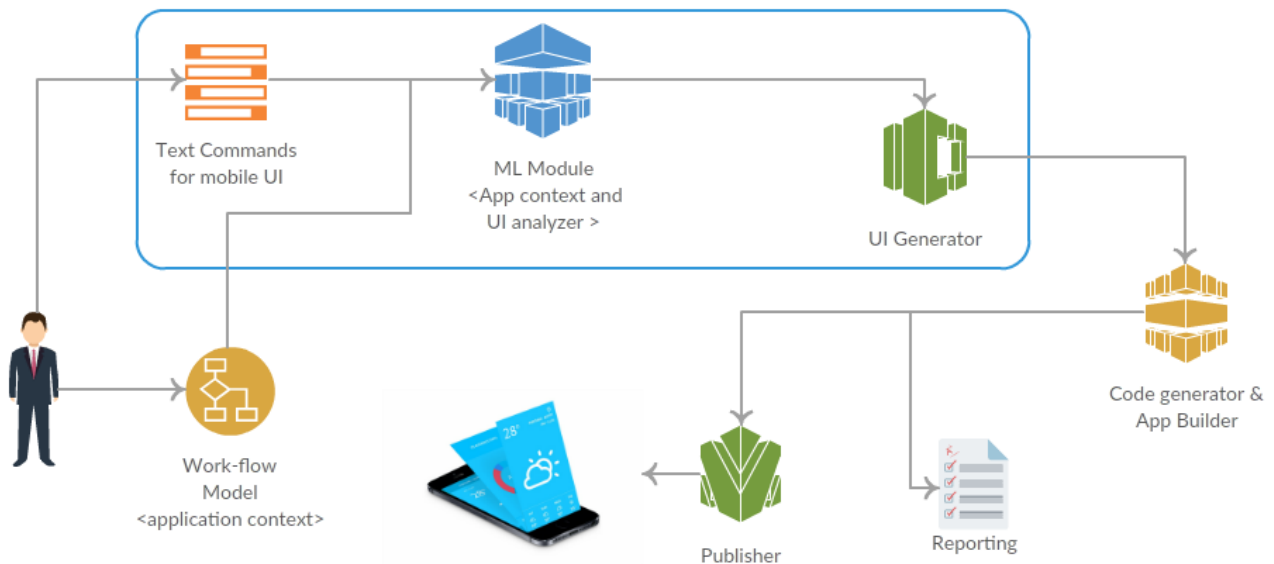 Text Commands
for mobile UI
ML Module
<App context and
UI analyzer >
UI Generator
Code generator &
App Builder
Work-flow
Model
<application context>
28°
28°
Publisher
Reporting